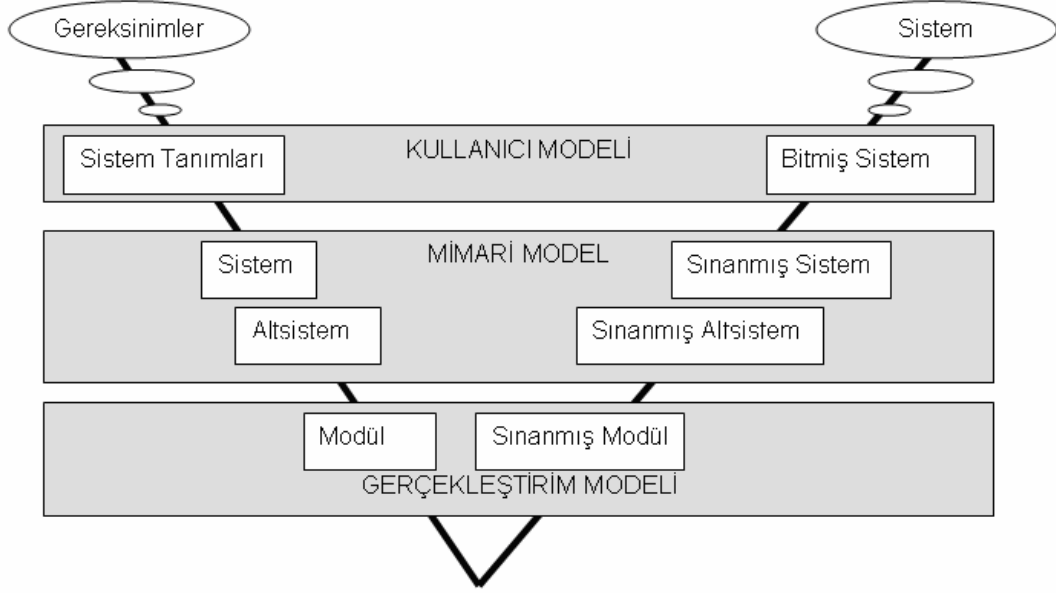 Gereksinimler
Sistem
KULLANICI MODELİ
Sistem Tanımları
Bitmiş Sistem
MİMARİ MODEL
Sistem
Sınanmış Sistem
Altsistem
Sınanmış Altsistem
Modül
Sınanmış Modül
GERÇEKLEŞTİRİM MODELİ